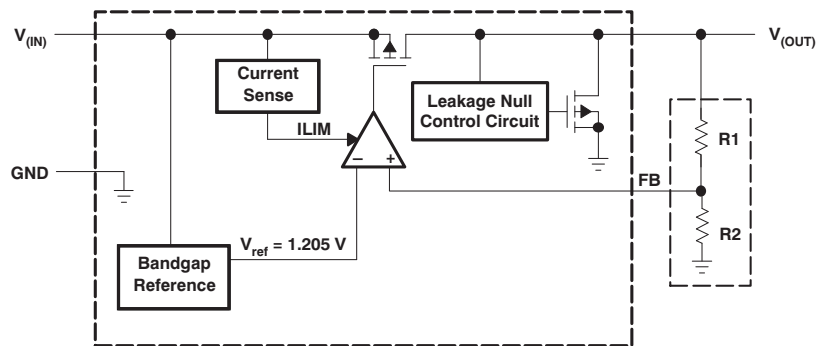 V(IN)
V(OUT)
Current
Sense
Leakage Null
Control Circuit
ILIM
R1
– +
GND
FB
R2
Vref = 1.205 V
Bandgap
Reference